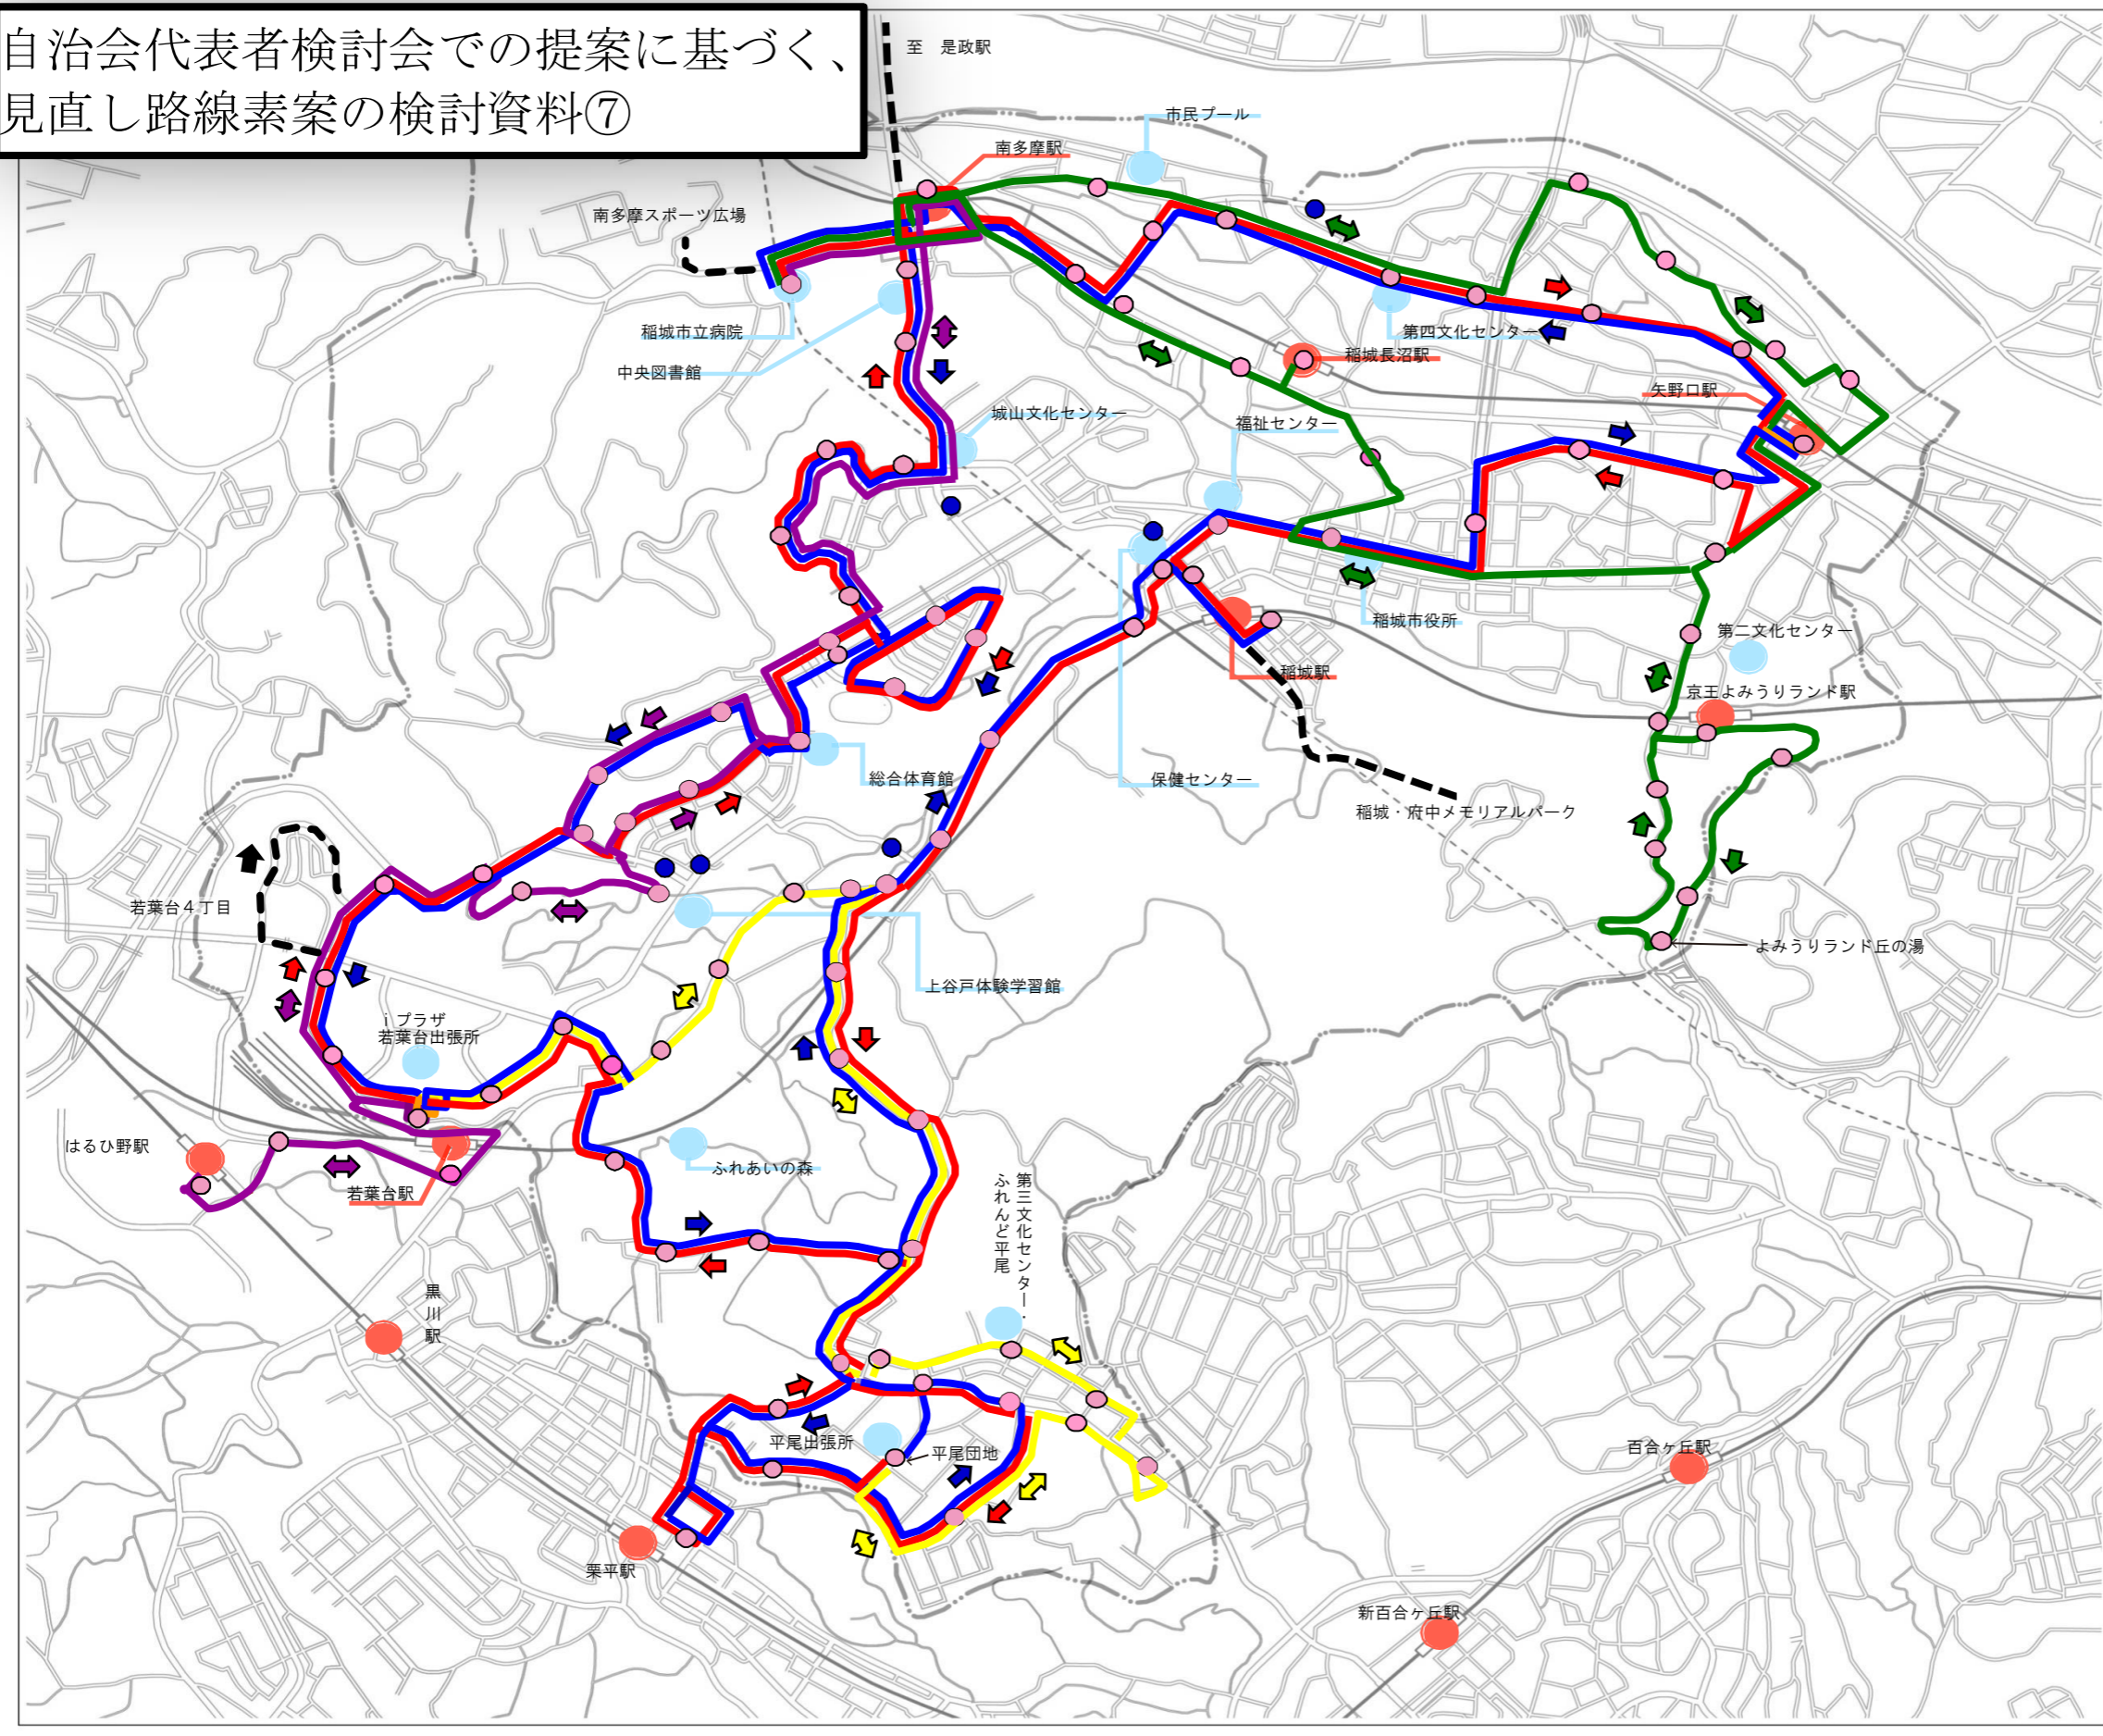 自治会代表者検討会での提案に基づく、
見直し路線素案の検討資料⑦
至　是政駅
市民プール
南多摩駅
南多摩スポーツ広場
稲城市立病院
中央図書館
第四文化センター
稲城長沼駅
矢野口駅
城山文化センター
福祉センター
稲城市役所
第二文化センター
稲城駅
京王よみうりランド駅
総合体育館
保健センター
稲城・府中メモリアルパーク
若葉台４丁目
よみうりランド丘の湯
上谷戸体験学習館
ｉプラザ
若葉台出張所
はるひ野駅
若葉台駅
ふれあいの森
第三文化センター・
ふれんど平尾
黒川駅
平尾出張所
平尾団地
百合ヶ丘駅
栗平駅
新百合ヶ丘駅